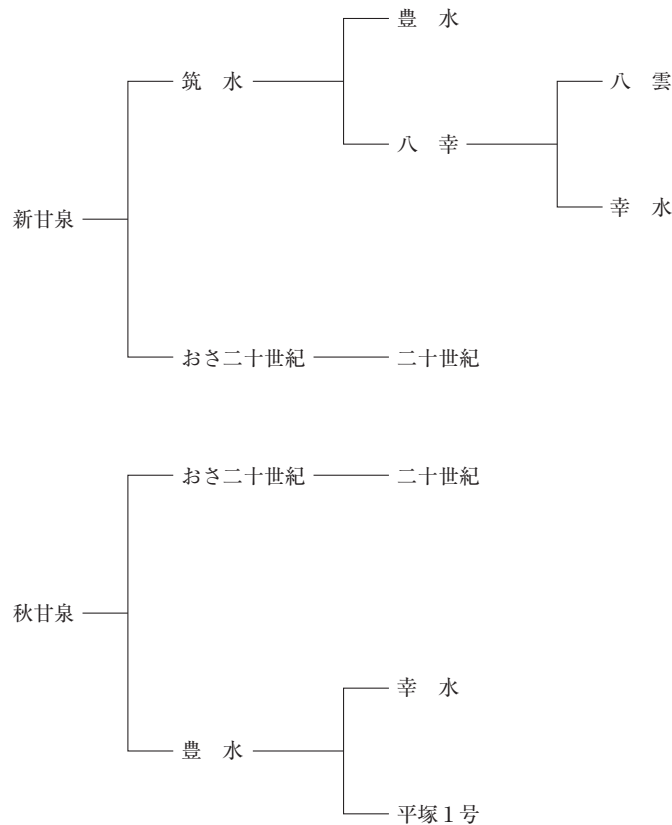 豊　水
筑　水
八　雲
八　幸
幸　水
新甘泉
おさ二十世紀
二十世紀
おさ二十世紀
二十世紀
秋甘泉
幸　水
豊　水
平塚１号